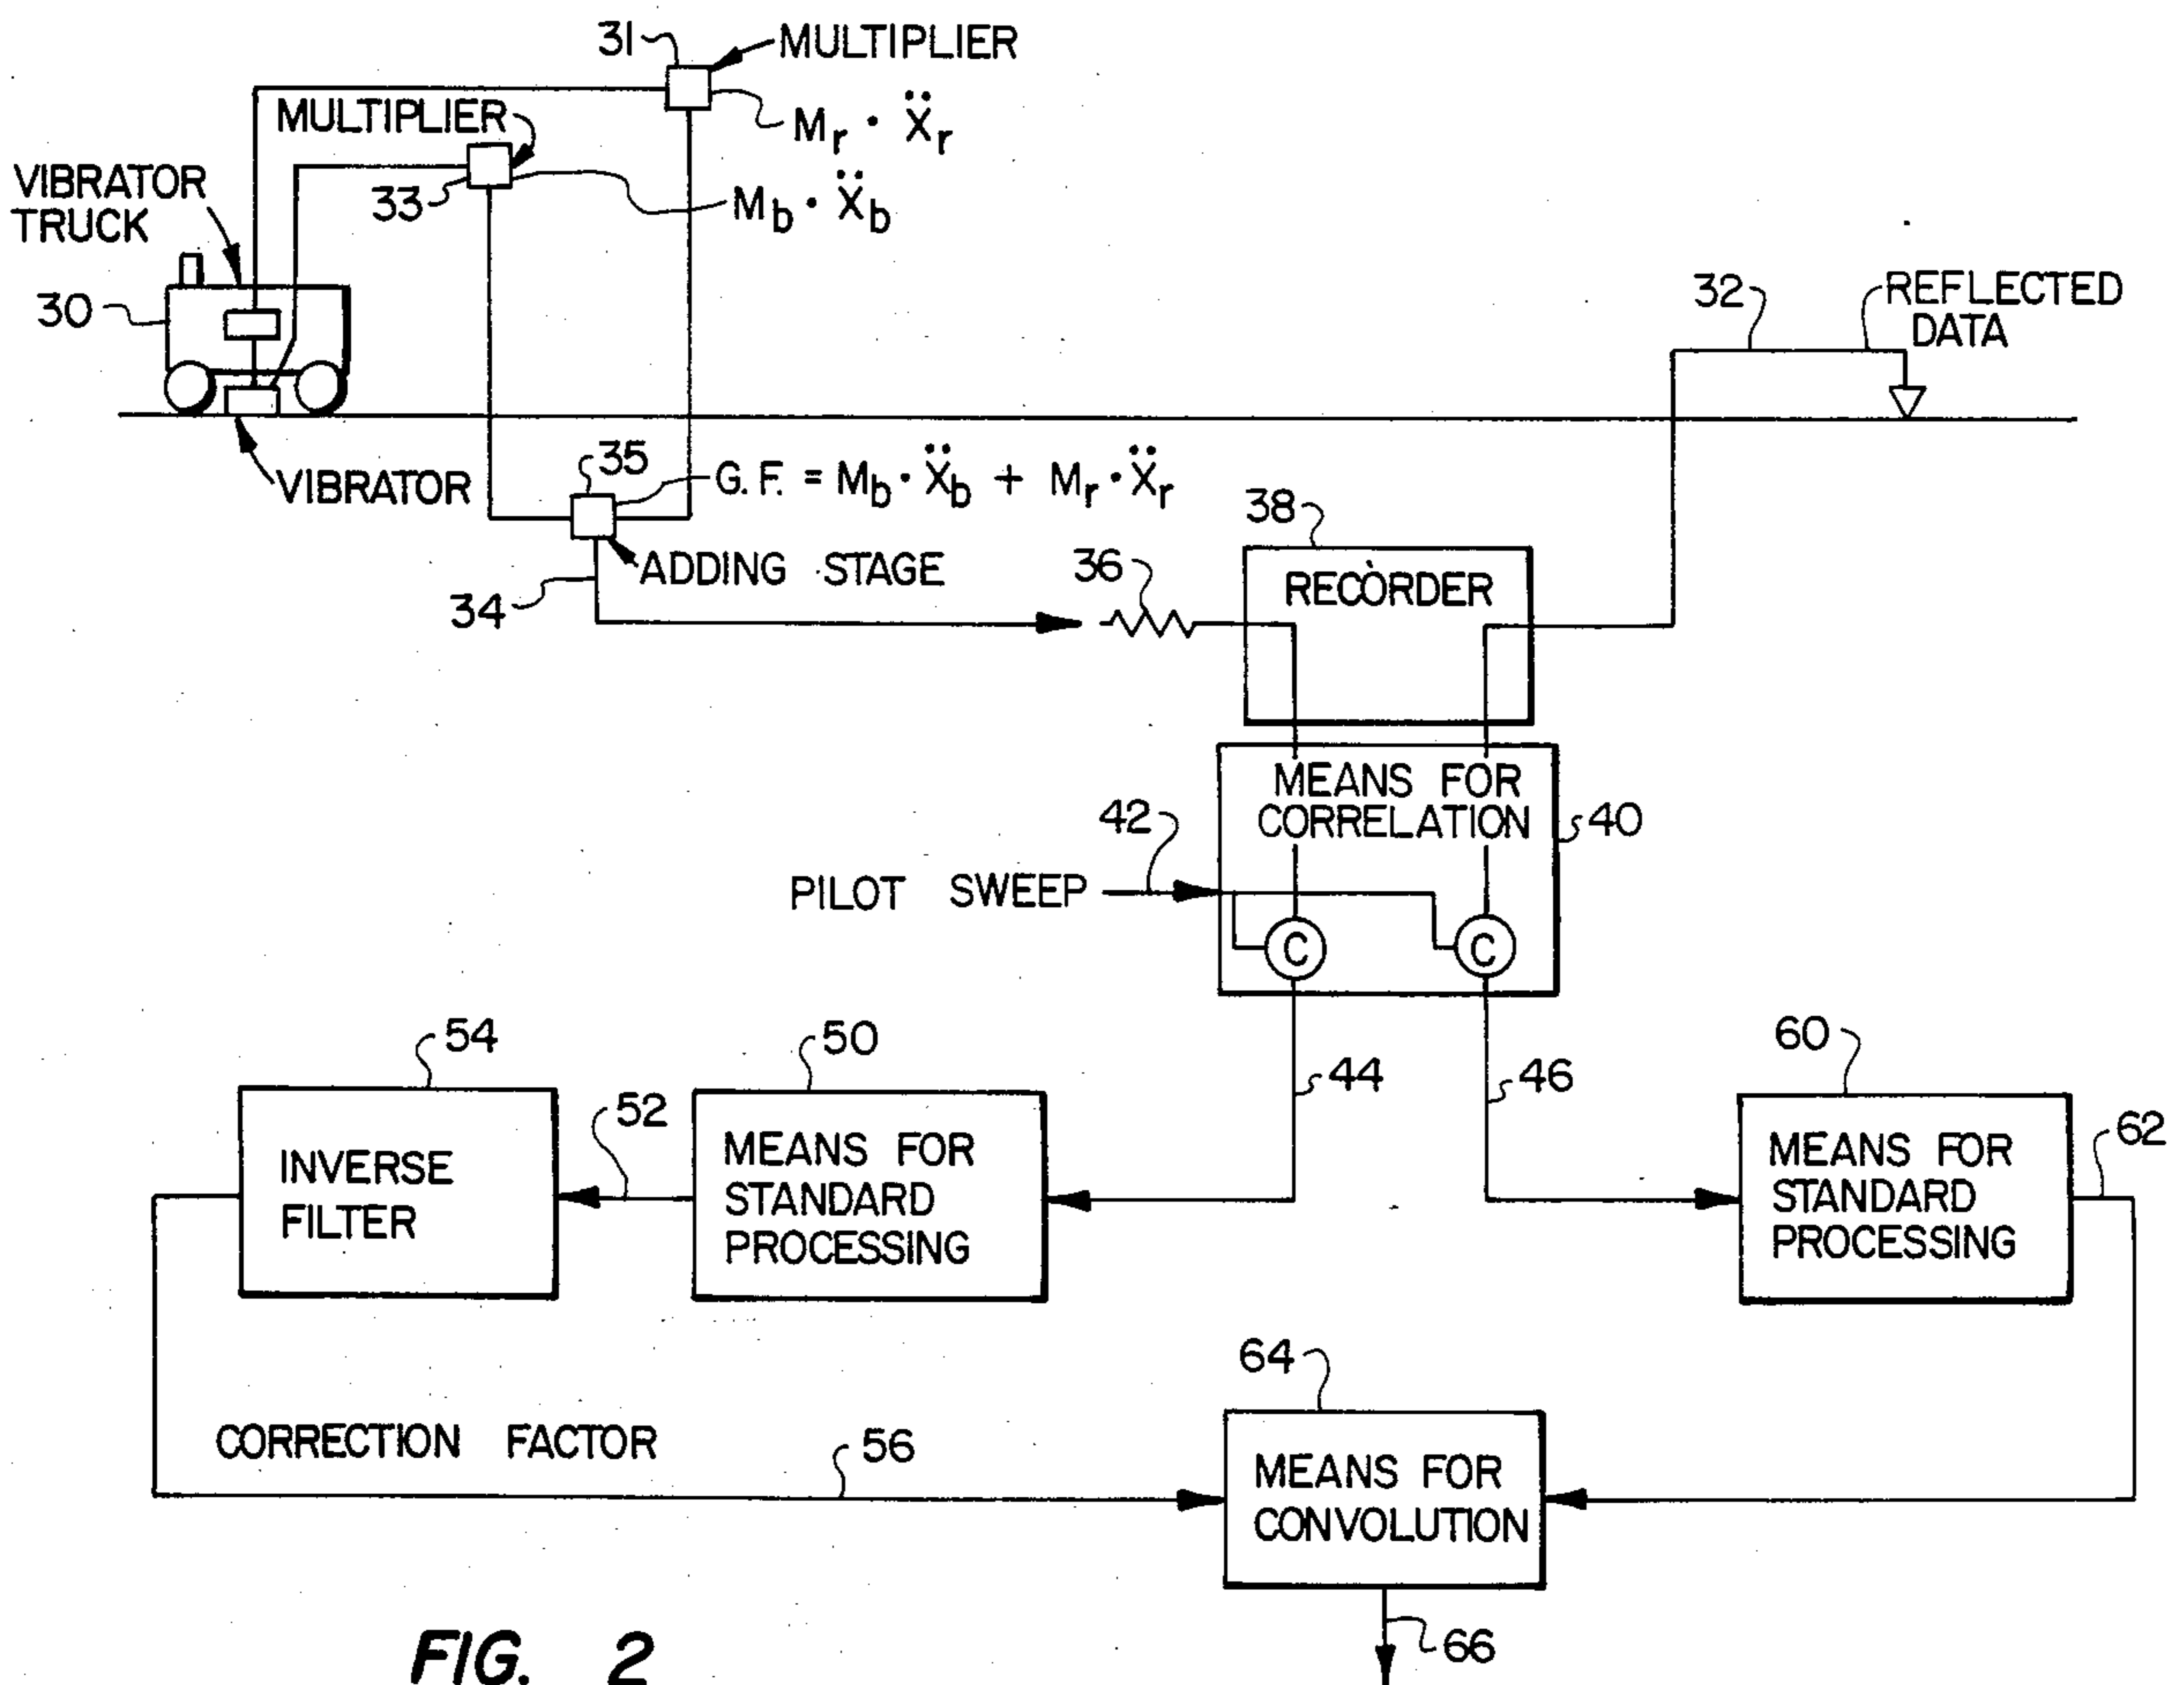 31
MULTIPLIER
Mr · Ẍr
MULTIPLIER
33
Mb · Ẍb
VIBRATOR
TRUCK
30
32
REFLECTED
DATA
VIBRATOR
35
G.F. = Mb · Ẍb + Mr · Ẍr
ADDING STAGE
34
36
38
RECORDER
MEANS FOR
CORRELATION
40
42
PILOT SWEEP
C
C
44
46
54
INVERSE
FILTER
52
50
MEANS FOR
STANDARD
PROCESSING
60
MEANS FOR
STANDARD
PROCESSING
62
CORRECTION FACTOR
56
64
MEANS FOR
CONVOLUTION
66
FIG. 2